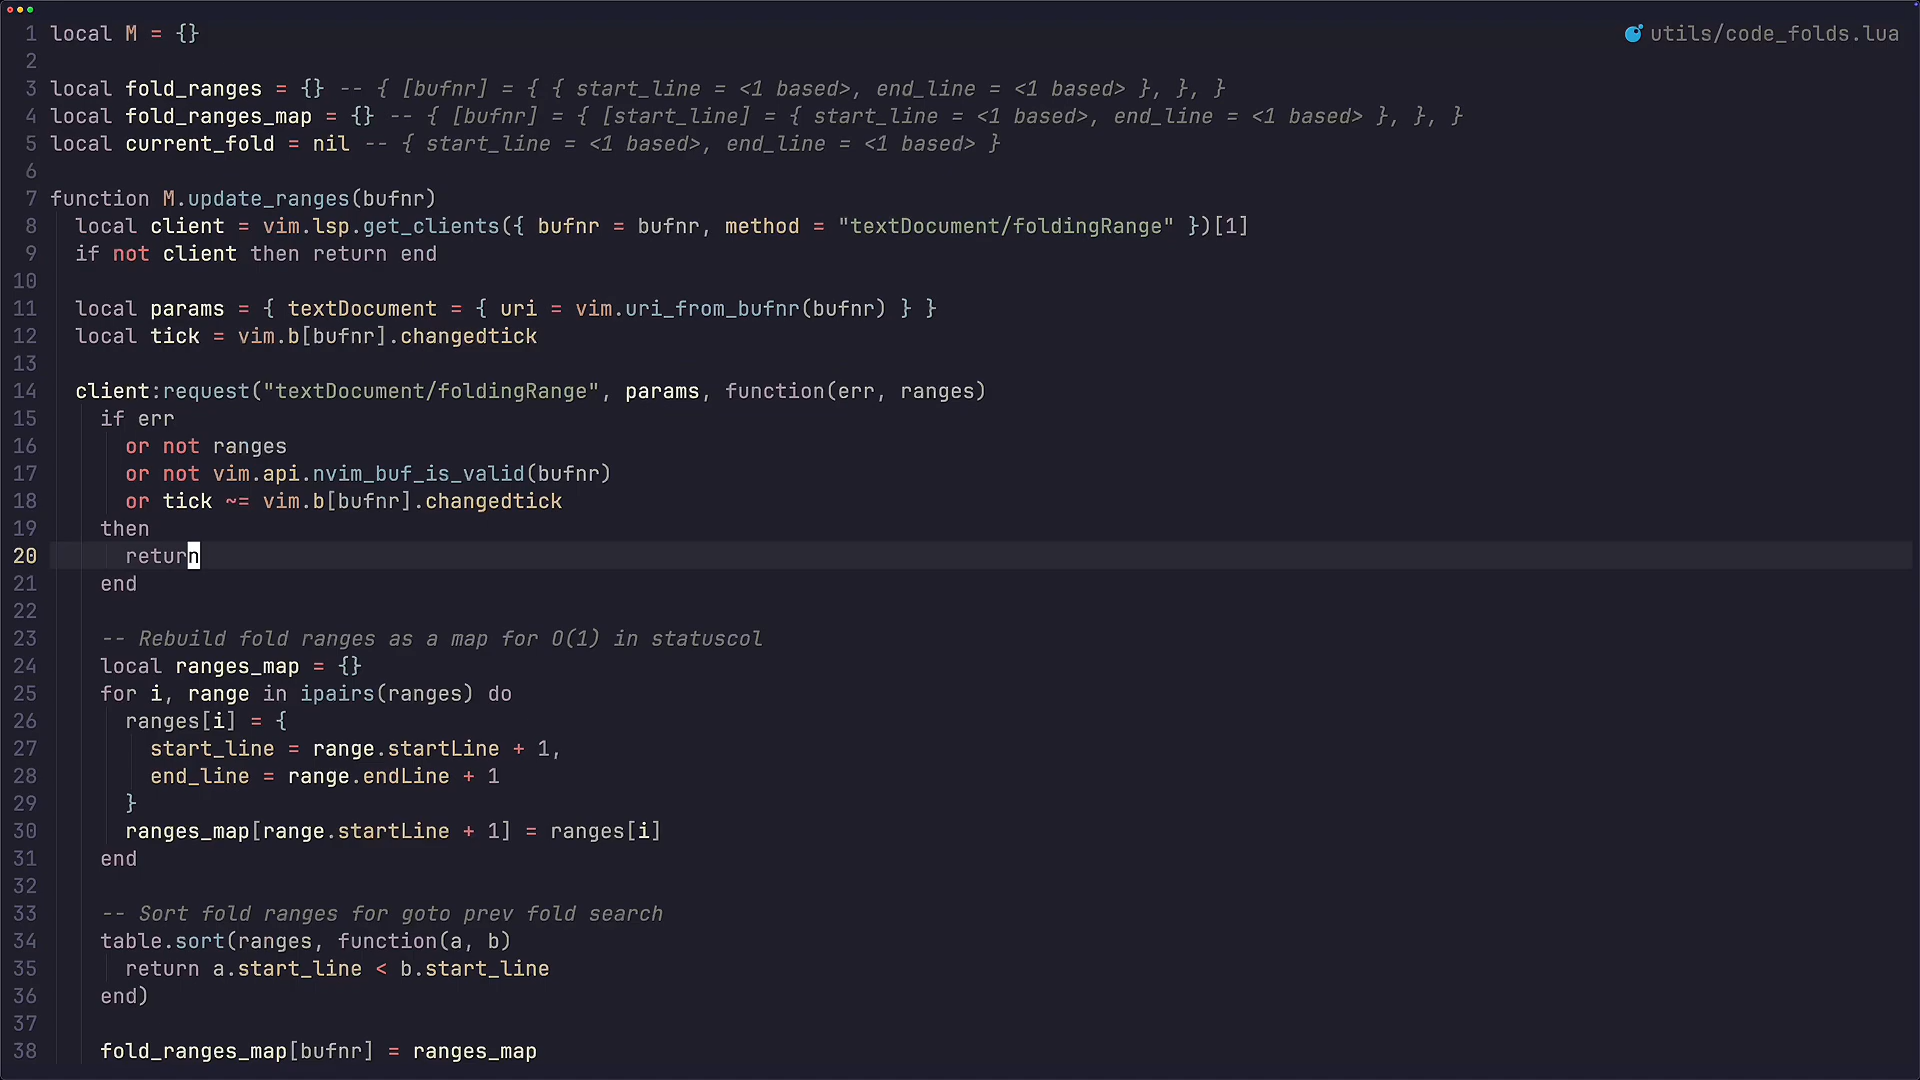 1 local M = {}
utils/code_folds.lua
2
3 local fold_ranges = {} -- { [bufnr] = { { start_line = <1 based>, end_line = <1 based> }, }, }
4 local fold_ranges_map = {} -- { [bufnr] = { [start_line] = { start_line = <1 based>, end_line = <1 based> }, }, }
5 local current_fold = nil -- { start_line = <1 based>, end_line = <1 based> }
6
7 function M.update_ranges(bufnr)
8   local client = vim.lsp.get_clients({ bufnr = bufnr, method = "textDocument/foldingRange" })[1]
9   if not client then return end
10
11   local params = { textDocument = { uri = vim.uri_from_bufnr(bufnr) } }
12   local tick = vim.b[bufnr].changedtick
13
14   client:request("textDocument/foldingRange", params, function(err, ranges)
15     if err
16       or not ranges
17       or not vim.api.nvim_buf_is_valid(bufnr)
18       or tick ~= vim.b[bufnr].changedtick
19     then
20       return
21     end
22
23     -- Rebuild fold ranges as a map for O(1) in statuscol
24     local ranges_map = {}
25     for i, range in ipairs(ranges) do
26       ranges[i] = {
27         start_line = range.startLine + 1,
28         end_line = range.endLine + 1
29       }
30       ranges_map[range.startLine + 1] = ranges[i]
31     end
32
33     -- Sort fold ranges for goto prev fold search
34     table.sort(ranges, function(a, b)
35       return a.start_line < b.start_line
36     end)
37
38     fold_ranges_map[bufnr] = ranges_map